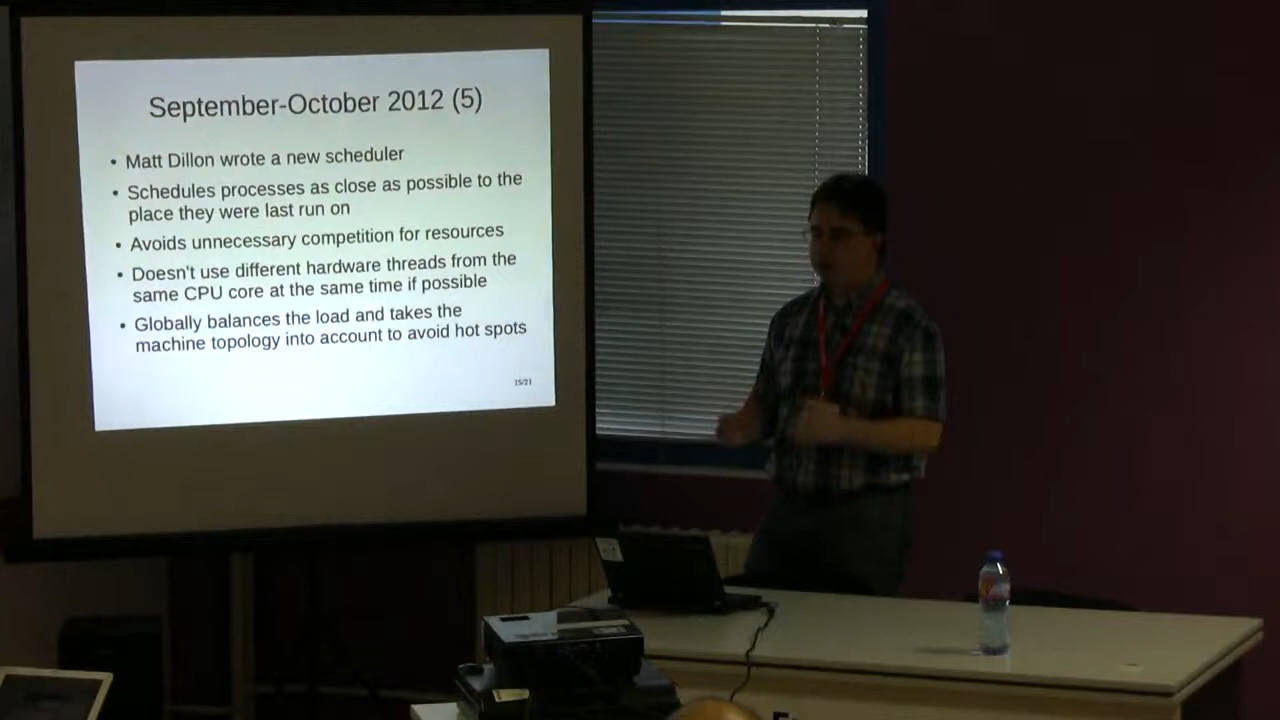 September-October 2012 (5)
• Matt Dillon wrote a new scheduler
• Schedules processes as close as possible to the
place they were last run on
• Avoids unnecessary competition for resources
• Doesn't use different hardware threads from the
same CPU core at the same time if possible
• Globally balances the load and takes the
machine topology into account to avoid hot spots
15/21